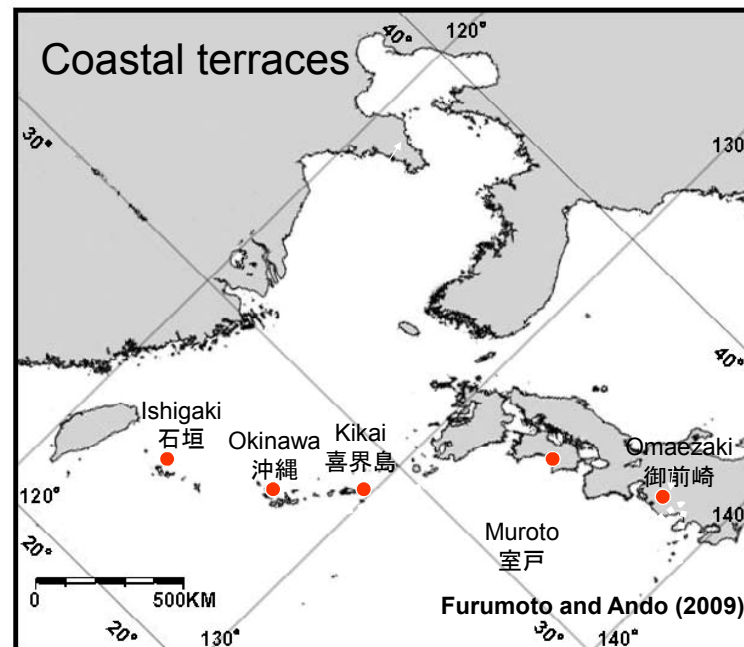 Coastal terraces
40°
120°
30°
130
40°
Ishigaki
石垣
Okinawa
沖縄
Kikai
喜界島
Omaezaki
御前崎
Muroto
室戸
120°
20°
140
0 500KM
Furumoto and Ando (2009)
20°
130°
30°
140°